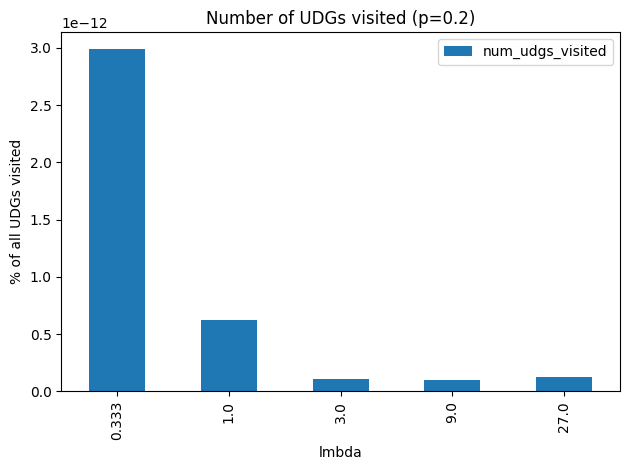 Number of UDGs visited (p=0.2)
1e−12
num_udgs_visited
3.0
2.5
2.0
1.5
1.0
0.5
0.0
% of all UDGs visited
0.333
1.0
3.0
9.0
27.0
lmbda